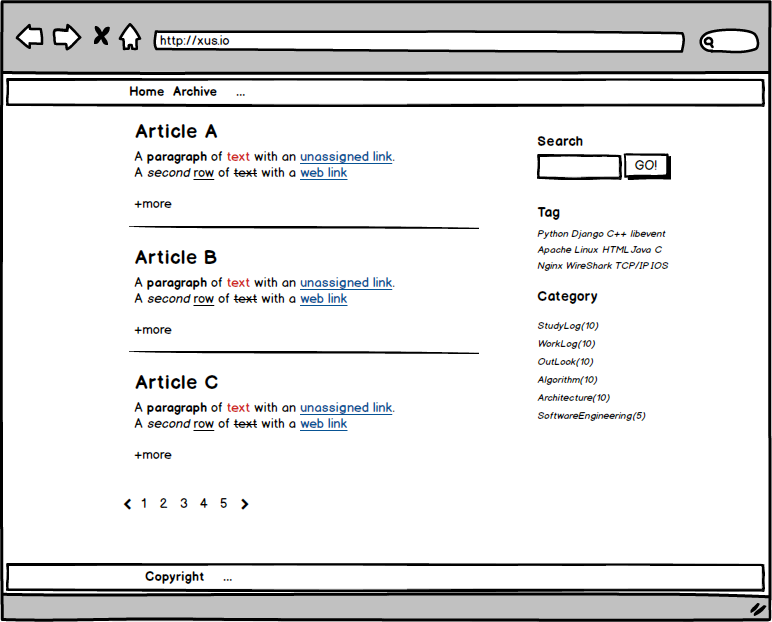 http://xus.io
Home Archive ...
Article A
A paragraph of text with an unassigned link.
A second row of text with a web link
+more
Article B
A paragraph of text with an unassigned link.
A second row of text with a web link
+more
Article C
A paragraph of text with an unassigned link.
A second row of text with a web link
+more
1 2 3 4 5
Search
GO!
Tag
Python Django C++ libevent
Apache Linux HTML Java C
Nginx WireShark TCP/IP IOS
Category
StudyLog(10)
WorkLog(10)
OutLook(10)
Algorithm(10)
Architecture(10)
SoftwareEngineering(5)
Copyright ...